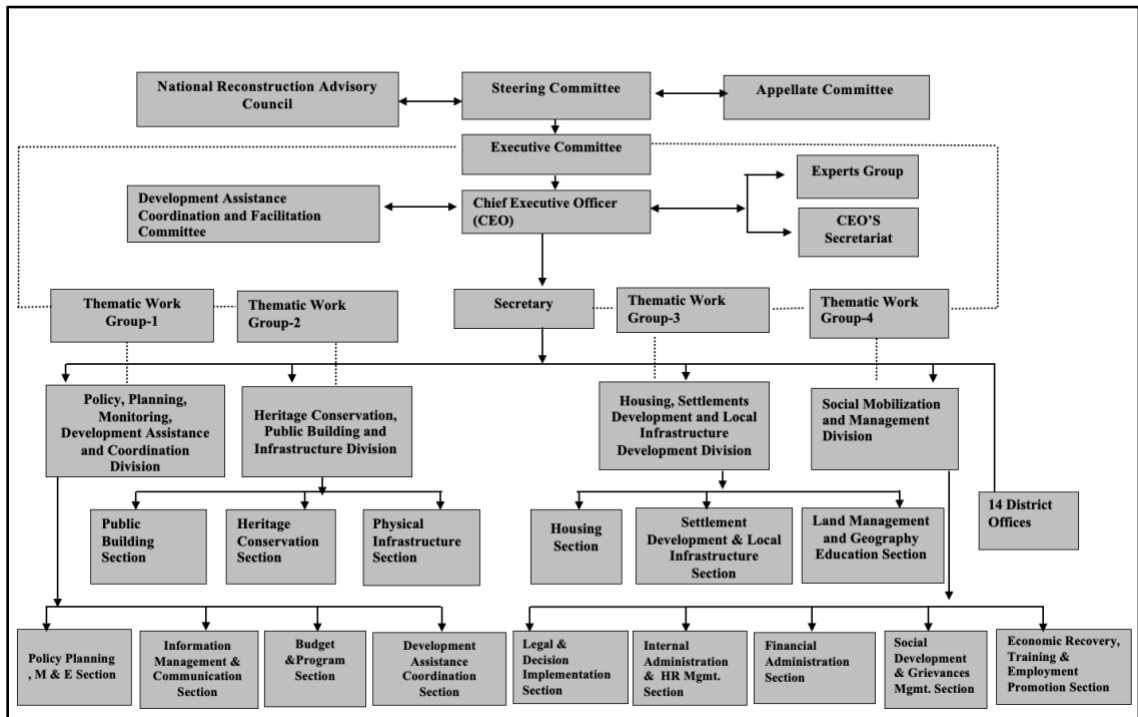 National Reconstruction Advisory
Council
Steering Committee
Appellate Committee
Executive Committee
Development Assistance
Coordination and Facilitation
Committee
Chief Executive Officer
(CEO)
Experts Group
CEO'S
Secretariat
Thematic Work
Group-1
Thematic Work
Group-2
Secretary
Thematic Work
Group-3
Thematic Work
Group-4
Policy, Planning,
Monitoring,
Development Assistance
and Coordination
Division
Heritage Conservation,
Public Building and
Infrastructure Division
Housing, Settlements
Development and Local
Infrastructure
Development Division
Social Mobilization
and Management
Division
Public
Building
Section
Heritage
Conservation
Section
Physical
Infrastructure
Section
Housing
Section
Settlement
Development & Local
Infrastructure
Section
Land Management
and Geography
Education Section
14 District
Offices
Policy Planning
, M & E Section
Information
Management &
Communication
Section
Budget
&Program
Section
Development
Assistance
Coordination
Section
Legal &
Decision
Implementation
Section
Internal
Administration
& HR Mgmt.
Section
Financial
Administration
Section
Social
Development
& Grievances
Mgmt. Section
Economic Recovery,
Training &
Employment
Promotion Section